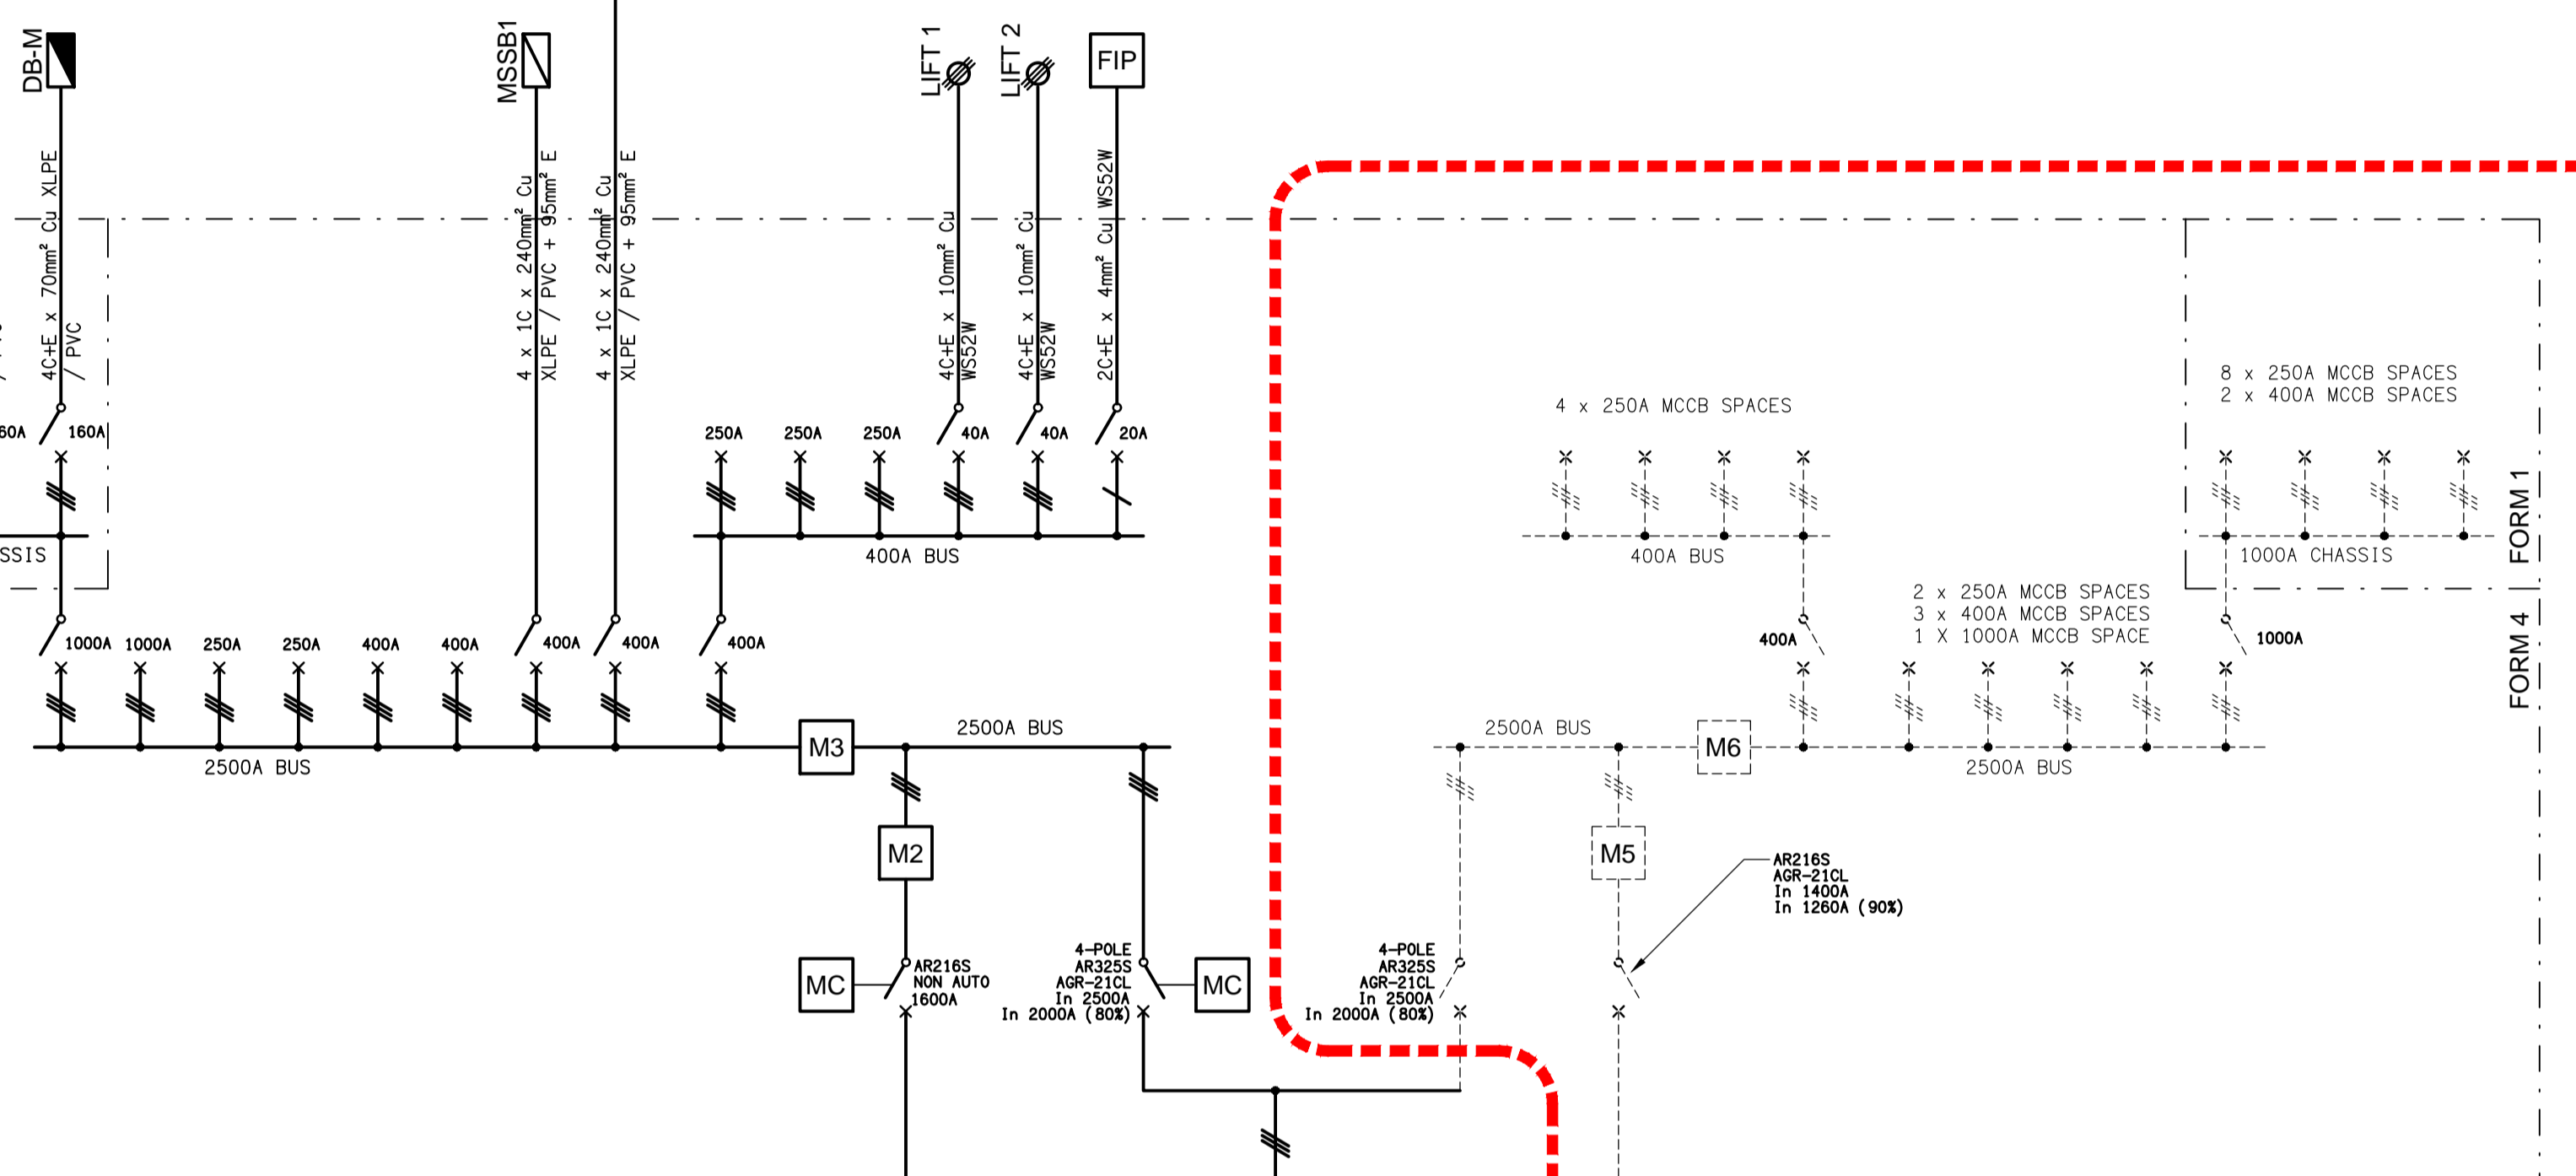 DB-M
MSSB1
LIFT 1
LIFT 2
FIP
4C+E x 70mm² Cu XLPE
/ PVC
4 x 1C x 240mm² Cu
XLPE / PVC + 95mm² E
4 x 1C x 240mm² Cu
XLPE / PVC + 95mm² E
4C+E x 10mm² Cu
WS52W
4C+E x 10mm² Cu
WS52W
2C+E x 4mm² Cu WS52W
60A
160A
250A
250A
250A
40A
40A
20A
SSIS
400A BUS
1000A
1000A
250A
250A
400A
400A
400A
400A
400A
2500A BUS
M3
2500A BUS
M2
MC
AR216S
NON AUTO
1600A
4-POLE
AR325S
AGR-21CL
In 2500A
In 2000A (80%)
MC
4 x 250A MCCB SPACES
400A BUS
8 x 250A MCCB SPACES
2 x 400A MCCB SPACES
1000A CHASSIS
FORM 1
FORM 4
2 x 250A MCCB SPACES
3 x 400A MCCB SPACES
1 X 1000A MCCB SPACE
400A
1000A
2500A BUS
M6
2500A BUS
M5
AR216S
AGR-21CL
In 1400A
In 1260A (90%)
4-POLE
AR325S
AGR-21CL
In 2500A
In 2000A (80%)